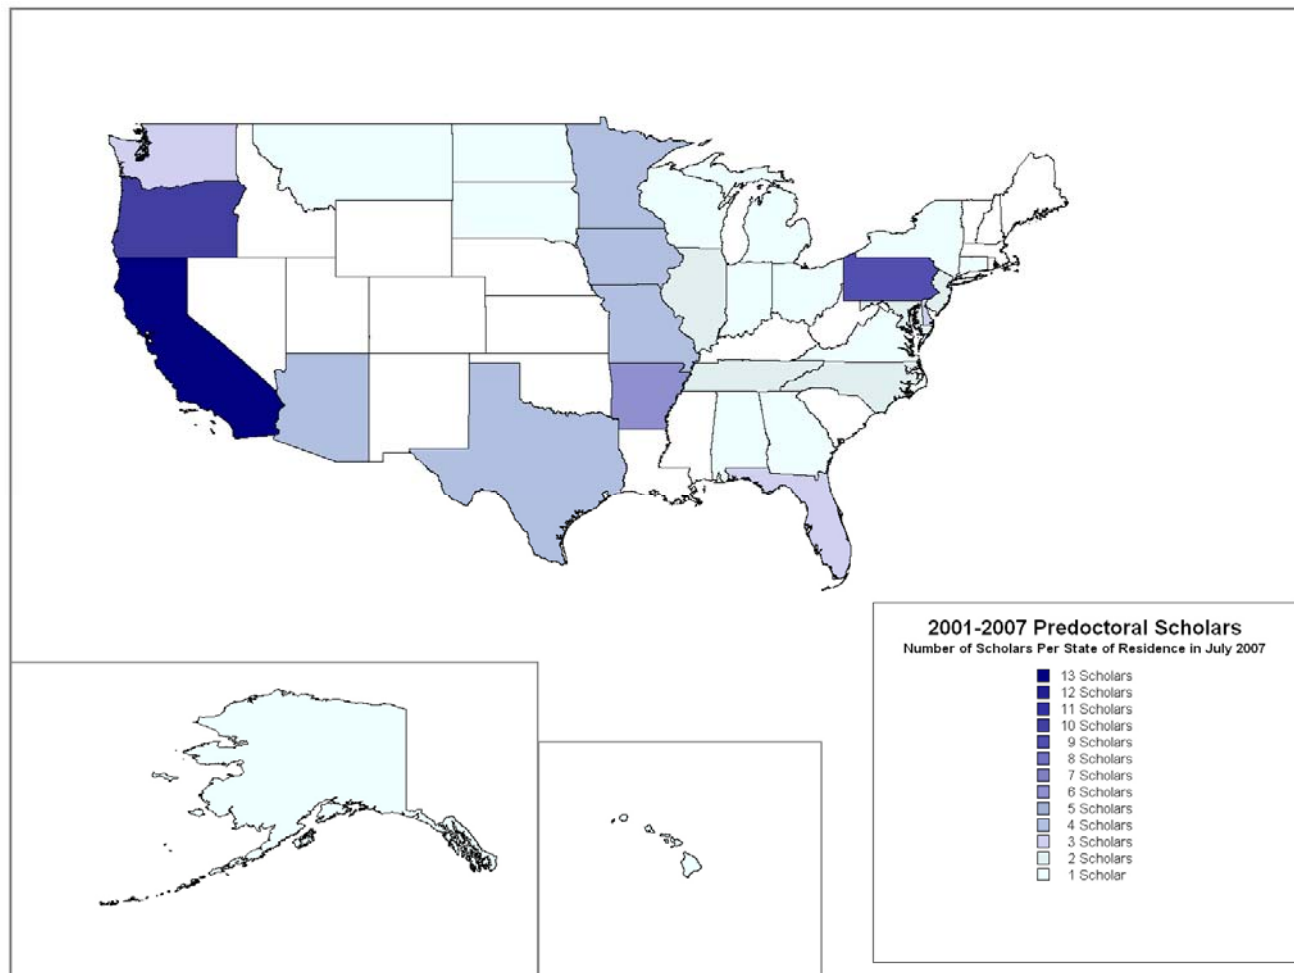 2001-2007 Predoctoral Scholars
Number of Scholars Per State of Residence in July 2007
13 Scholars
12 Scholars
11 Scholars
10 Scholars
9 Scholars
8 Scholars
7 Scholars
6 Scholars
5 Scholars
4 Scholars
3 Scholars
2 Scholars
1 Scholar